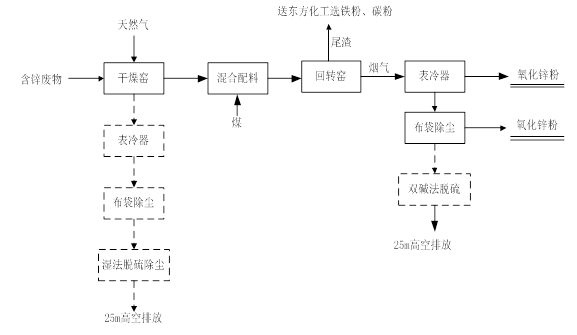 送东方化工选铁粉、碳粉
天然气
尾渣
烟气
含锌废物
干燥窑
混合配料
回转窑
表冷器
氧化锌粉
煤
表冷器
布袋除尘
氧化锌粉
布袋除尘
双碱法脱硫
湿法脱硫除尘
25m高空排放
25m高空排放